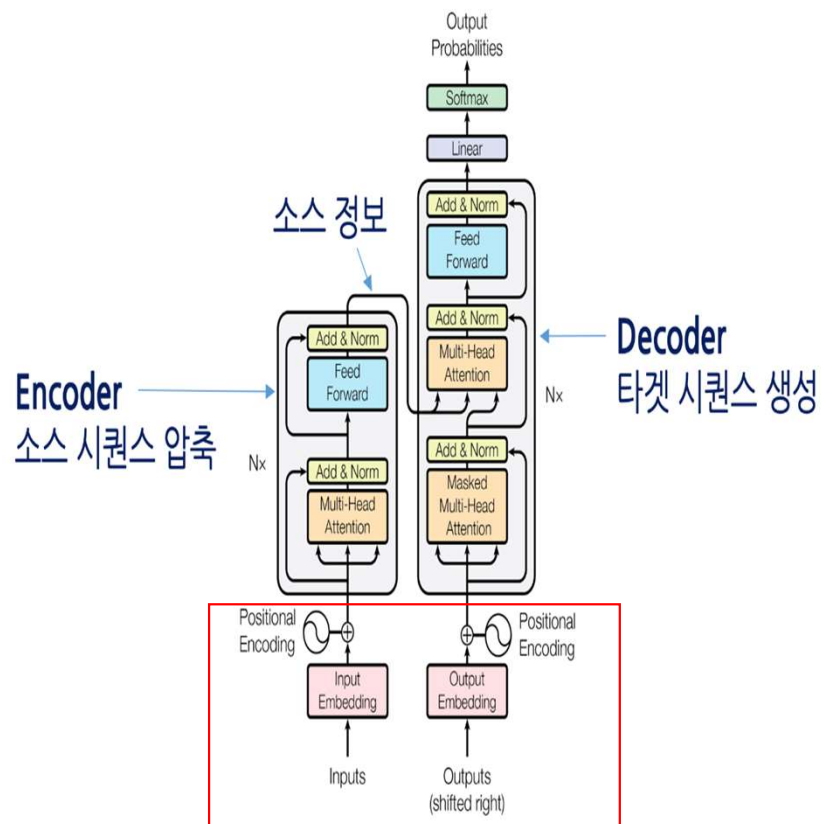 Output
Probabilities
Softmax
Linear
Add & Norm
Feed
Forward
Add & Norm
Multi-Head
Attention
Add & Norm
Masked
Multi-Head
Attention
Nx
Decoder
타겟 시퀀스 생성
소스 정보
Add & Norm
Feed
Forward
Add & Norm
Multi-Head
Attention
Nx
Encoder
소스 시퀀스 압축
Positional
Encoding
Input
Embedding
Inputs
Positional
Encoding
Output
Embedding
Outputs
(shifted right)